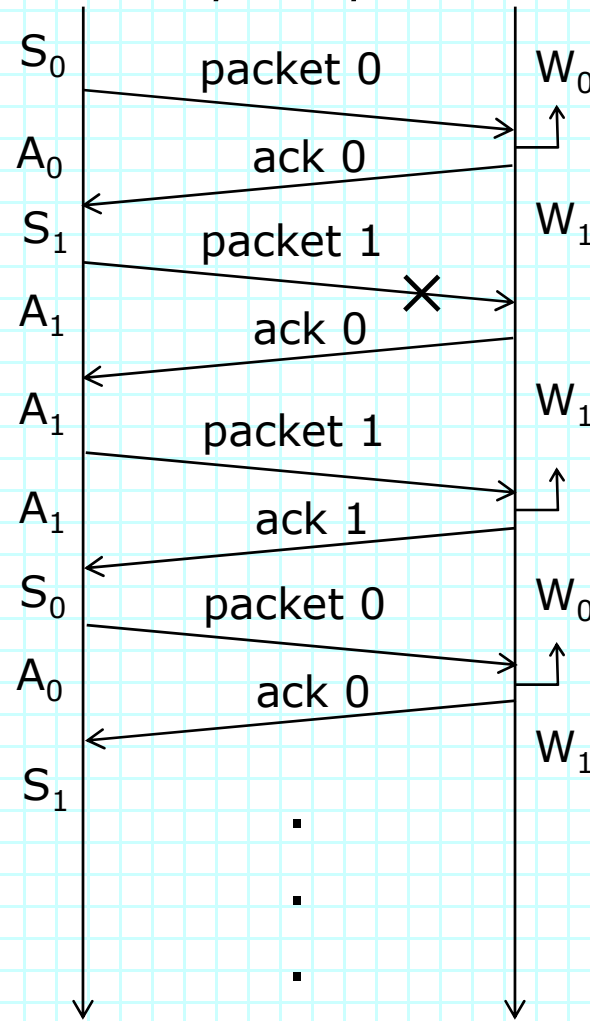 S₀
packet 0
W₀
A₀
ack 0
S₁
packet 1
W₁
A₁
ack 0
A₁
packet 1
W₁
A₁
ack 1
S₀
packet 0
W₀
A₀
ack 0
W₁
S₁